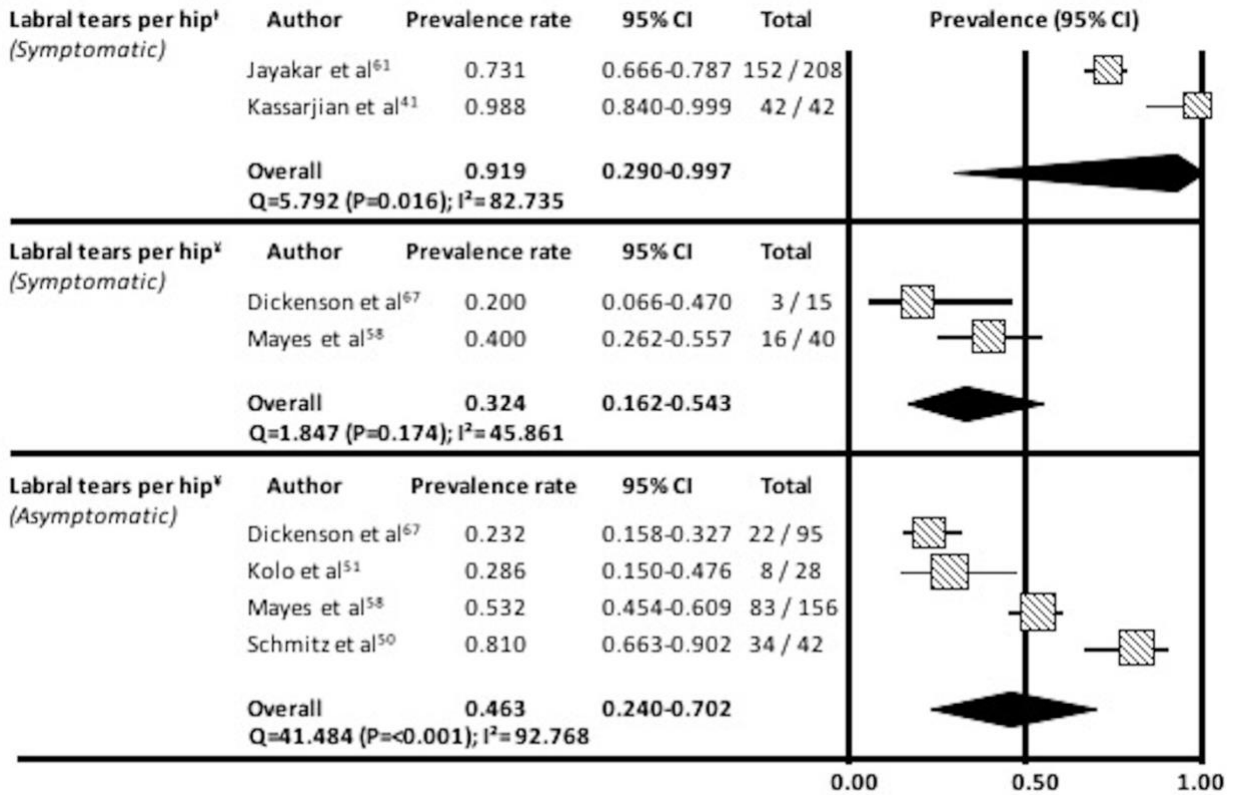 Labral tears per hipᵗ Author Prevalence rate 95% CI Total Prevalence (95% CI)
(Symptomatic)
Jayakar et al⁶¹ 0.731 0.666-0.787 152 / 208
Kassarjian et al⁴¹ 0.988 0.840-0.999 42 / 42
Overall 0.919 0.290-0.997
Q=5.792 (P=0.016); I²=82.735
Labral tears per hip¥ Author Prevalence rate 95% CI Total
(Symptomatic)
Dickenson et al⁶⁷ 0.200 0.066-0.470 3 / 15
Mayes et al⁵⁸ 0.400 0.262-0.557 16 / 40
Overall 0.324 0.162-0.543
Q=1.847 (P=0.174); I²=45.861
Labral tears per hip¥ Author Prevalence rate 95% CI Total
(Asymptomatic)
Dickenson et al⁶⁷ 0.232 0.158-0.327 22 / 95
Kolo et al⁵¹ 0.286 0.150-0.476 8 / 28
Mayes et al⁵⁸ 0.532 0.454-0.609 83 / 156
Schmitz et al⁵⁰ 0.810 0.663-0.902 34 / 42
Overall 0.463 0.240-0.702
Q=41.484 (P=<0.001); I²=92.768
0.00 0.50 1.00